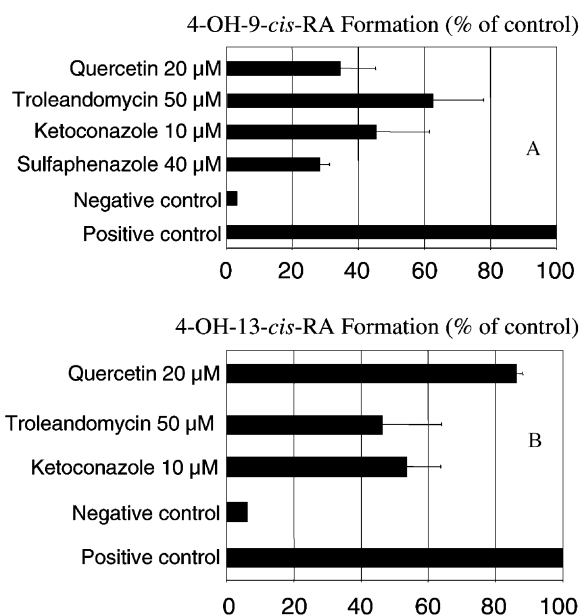 4-OH-9-cis-RA Formation (% of control)
Quercetin 20 µM
Troleandomycin 50 µM
Ketoconazole 10 µM
Sulfaphenazole 40 µM
A
Negative control
Positive control
0 20 40 60 80 100
4-OH-13-cis-RA Formation (% of control)
Quercetin 20 µM
Troleandomycin 50 µM
B
Ketoconazole 10 µM
Negative control
Positive control
0 20 40 60 80 100